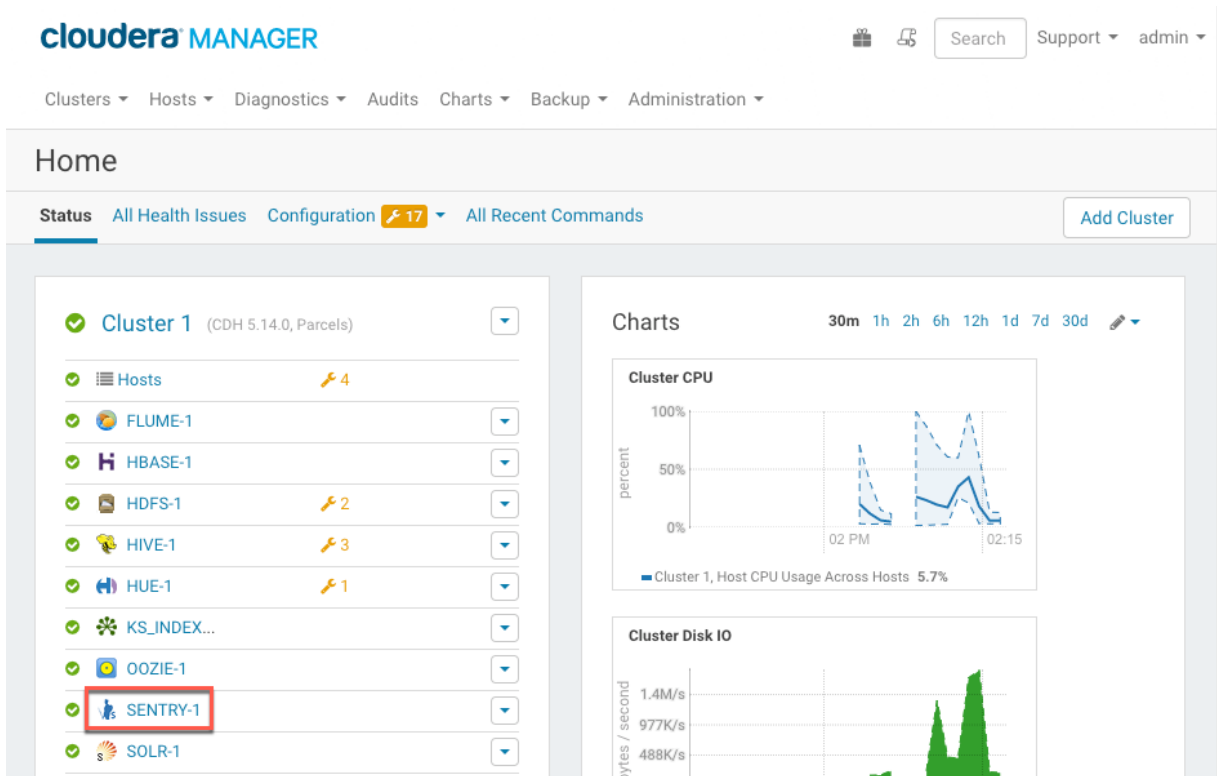 cloudera MANAGER
Search Support admin
Clusters Hosts Diagnostics Audits Charts Backup Administration
Home
Status All Health Issues Configuration 17 All Recent Commands Add Cluster
Cluster 1 (CDH 5.14.0, Parcels)
Hosts 4
FLUME-1
HBASE-1
HDFS-1 2
HIVE-1 3
HUE-1 1
KS_INDEX...
OOZIE-1
SENTRY-1
SOLR-1
Charts 30m 1h 2h 6h 12h 1d 7d 30d
Cluster CPU
percent
100%
50%
0%
02 PM 02:15
Cluster 1, Host CPU Usage Across Hosts 5.7%
Cluster Disk IO
bytes / second
1.4M/s
977K/s
488K/s